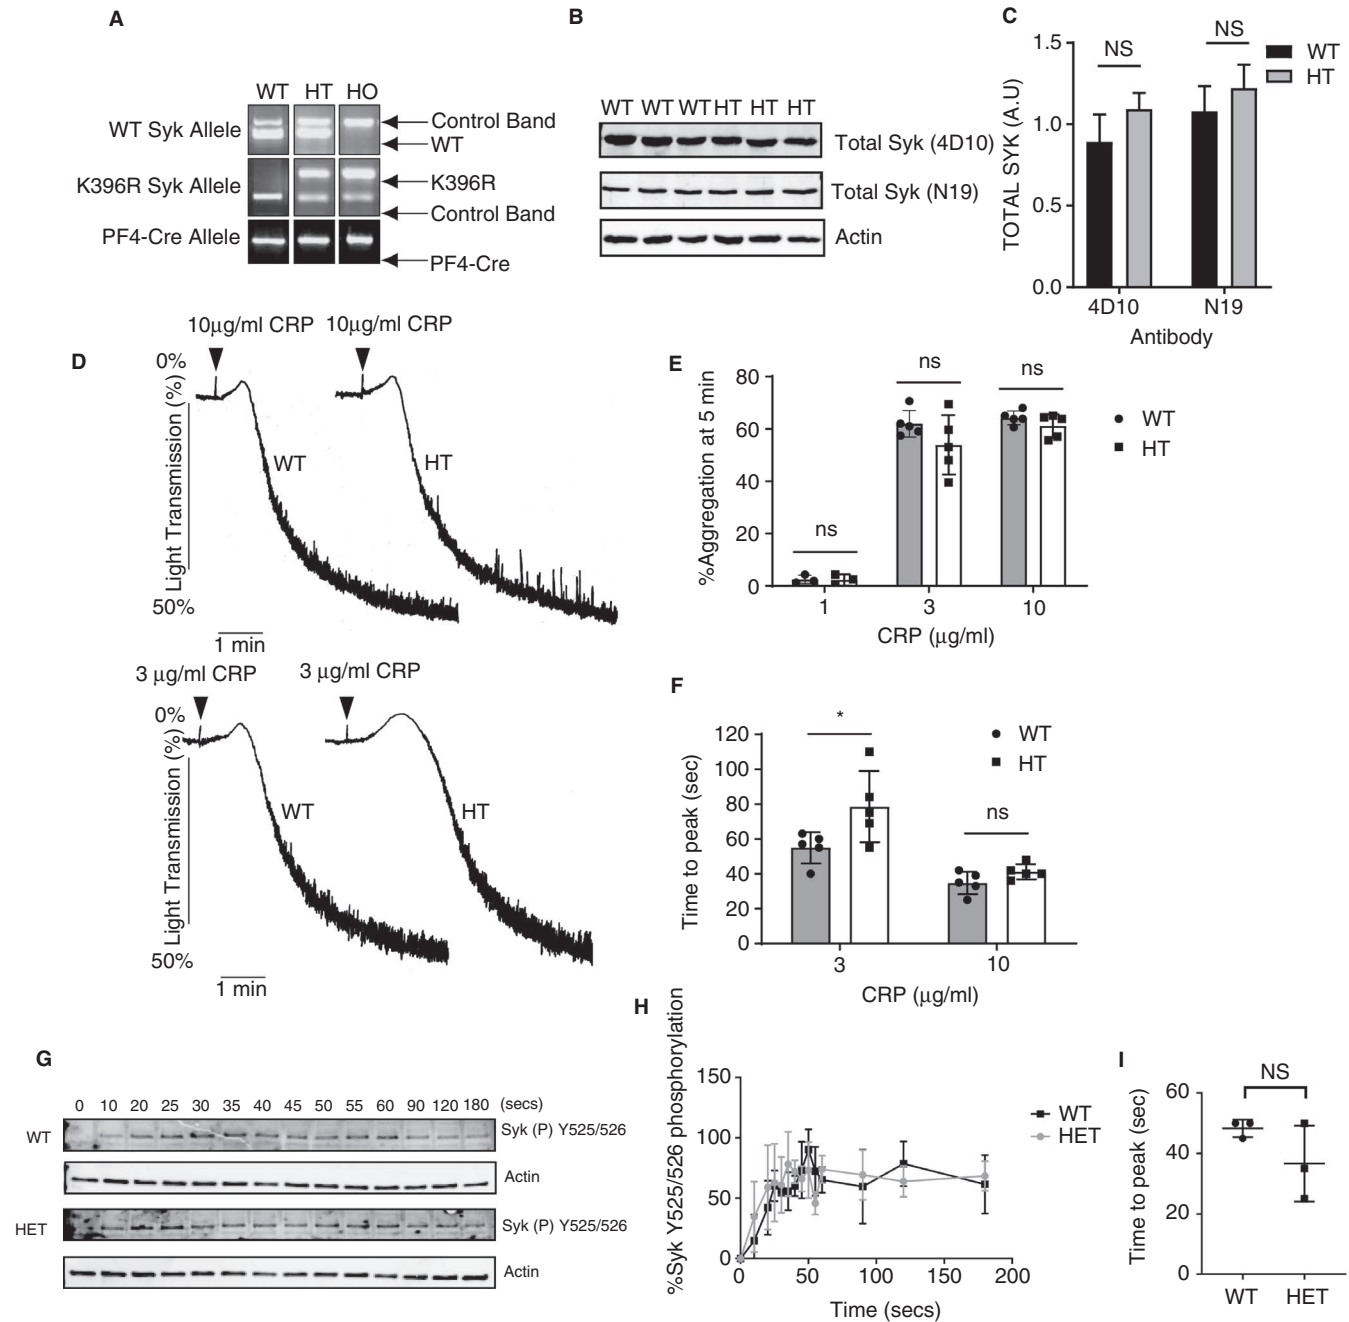 A
WT HT HO
WT Syk Allele
Control Band
WT
K396R Syk Allele
K396R
Control Band
PF4-Cre Allele
PF4-Cre
B
WT WT WT HT HT HT
Total Syk (4D10)
Total Syk (N19)
Actin
C
TOTAL SYK (A.U)
1.5
1.0
0.5
0.0
NS
NS
WT
HT
4D10 N19
Antibody
D
10µg/ml CRP 10µg/ml CRP
0%
Light Transmission (%)
50%
WT
HT
1 min
3 µg/ml CRP 3 µg/ml CRP
0%
Light Transmission (%)
50%
WT
HT
1 min
E
%Aggregation at 5 min
80
60
40
20
0
ns
ns
ns
WT
HT
1 3 10
CRP (µg/ml)
F
Time to peak (sec)
120
100
80
60
40
20
0
*
ns
WT
HT
3 10
CRP (µg/ml)
G
0 10 20 25 30 35 40 45 50 55 60 90 120 180 (secs)
WT
Syk (P) Y525/526
Actin
HET
Syk (P) Y525/526
Actin
H
%Syk Y525/526 phosphorylation
150
100
50
0
WT
HET
0 50 100 150 200
Time (secs)
I
Time to peak (sec)
60
40
20
0
NS
WT HET